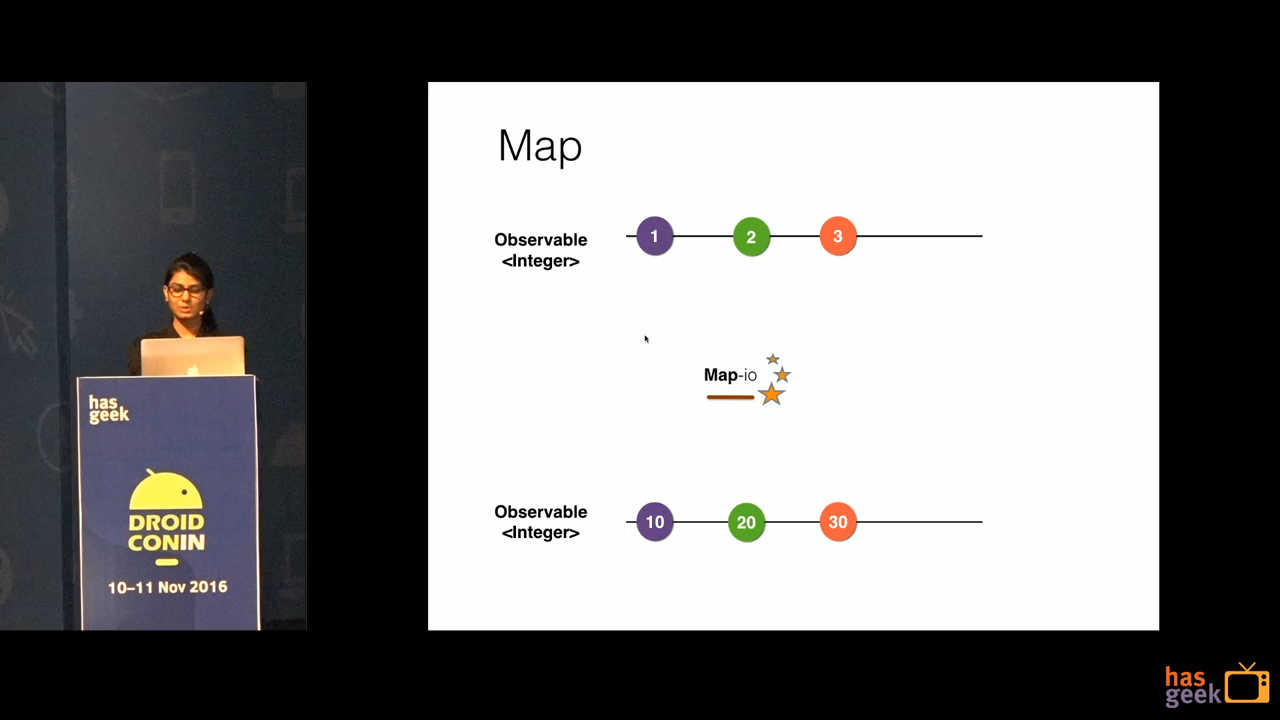 has
geek
DROID
CONIN
10–11 Nov 2016
Map
Observable
<Integer>
1
2
3
Map-io
Observable
<Integer>
10
20
30
has
geek